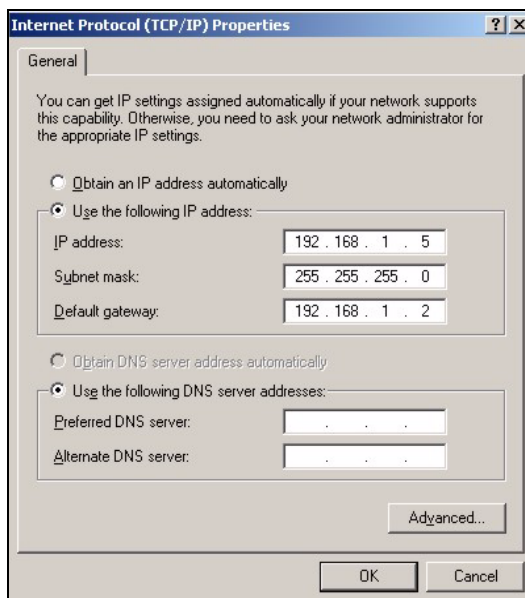 Internet Protocol (TCP/IP) Properties
General
You can get IP settings assigned automatically if your network supports
this capability. Otherwise, you need to ask your network administrator for
the appropriate IP settings.
Obtain an IP address automatically
Use the following IP address:
IP address: 192 . 168 . 1 . 5
Subnet mask: 255 . 255 . 255 . 0
Default gateway: 192 . 168 . 1 . 2
Obtain DNS server address automatically
Use the following DNS server addresses:
Preferred DNS server: . . .
Alternate DNS server: . . .
Advanced...
OK Cancel